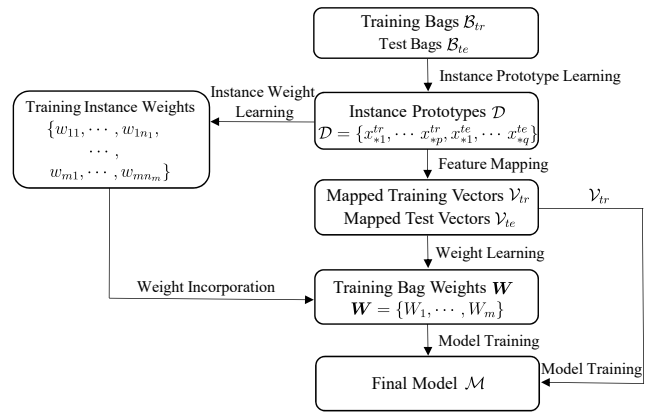 Training Bags $\mathcal{B}_{tr}$
Test Bags $\mathcal{B}_{te}$
Instance Prototype Learning
Instance Weight
Learning
Training Instance Weights
$\{w_{11}, \cdots, w_{1n_1},$
$\cdots,$
$w_{m1}, \cdots, w_{mn_m}\}$
Instance Prototypes $\mathcal{D}$
$\mathcal{D} = \{x_{*1}^{tr}, \cdots x_{*p}^{tr}, x_{*1}^{te}, \cdots x_{*q}^{te}\}$
Feature Mapping
Mapped Training Vectors $\mathcal{V}_{tr}$
Mapped Test Vectors $\mathcal{V}_{te}$
$\mathcal{V}_{tr}$
Weight Learning
Weight Incorporation
Training Bag Weights $\boldsymbol{W}$
$\boldsymbol{W} = \{W_1, \cdots, W_m\}$
Model Training
Model Training
Final Model $\mathcal{M}$